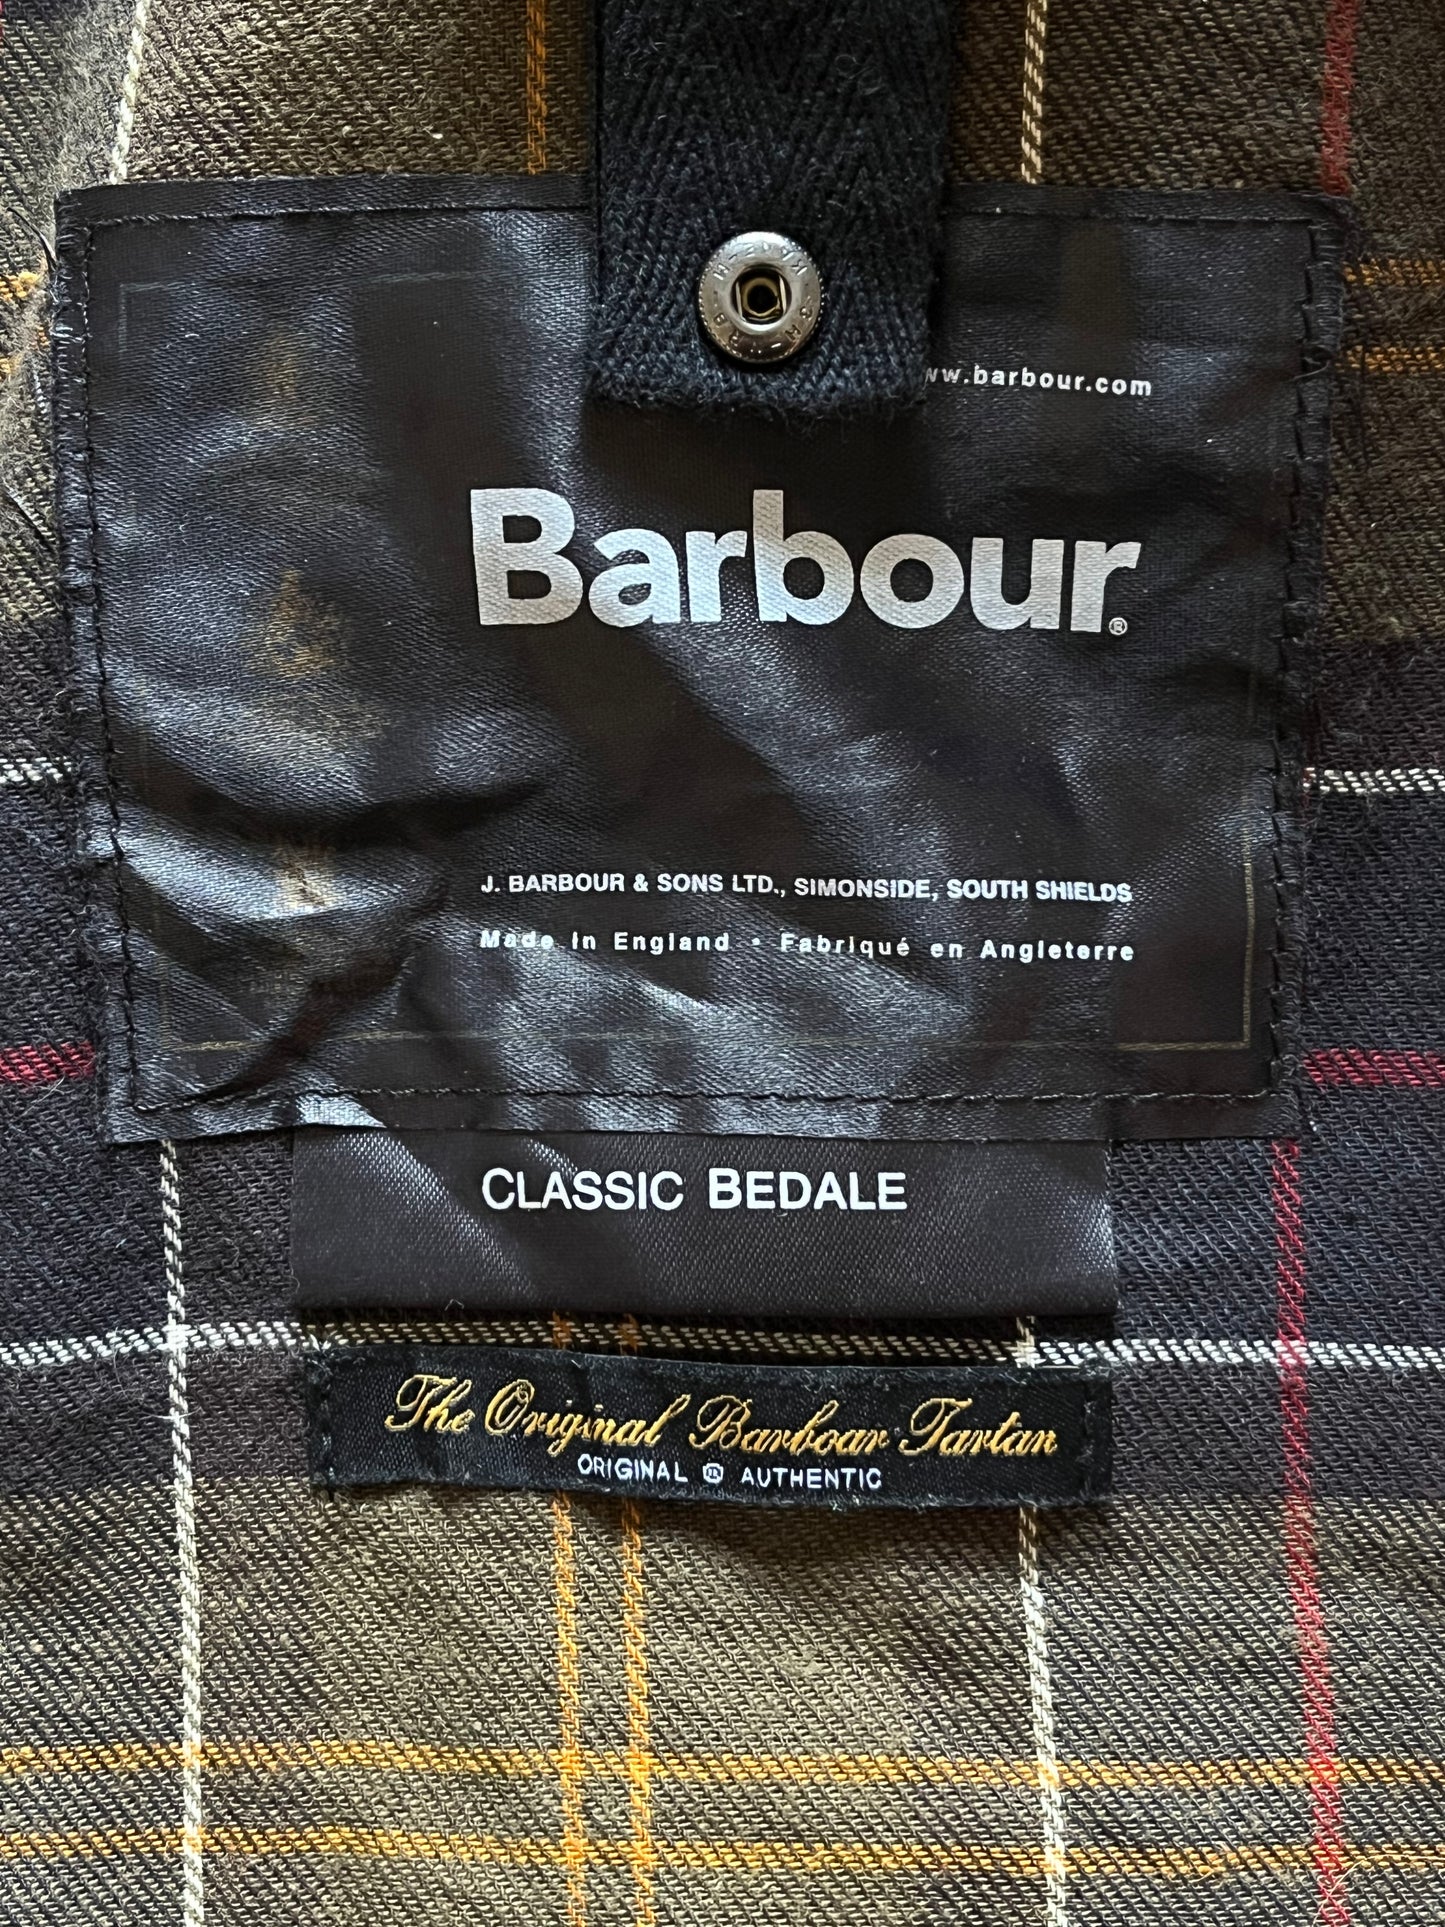 www.barbour.com
Barbour®
J. BARBOUR & SONS LTD., SIMONSIDE, SOUTH SHIELDS
Made in England • Fabriqué en Angleterre
CLASSIC BEDALE
The Original Barbour Tartan
ORIGINAL ® AUTHENTIC